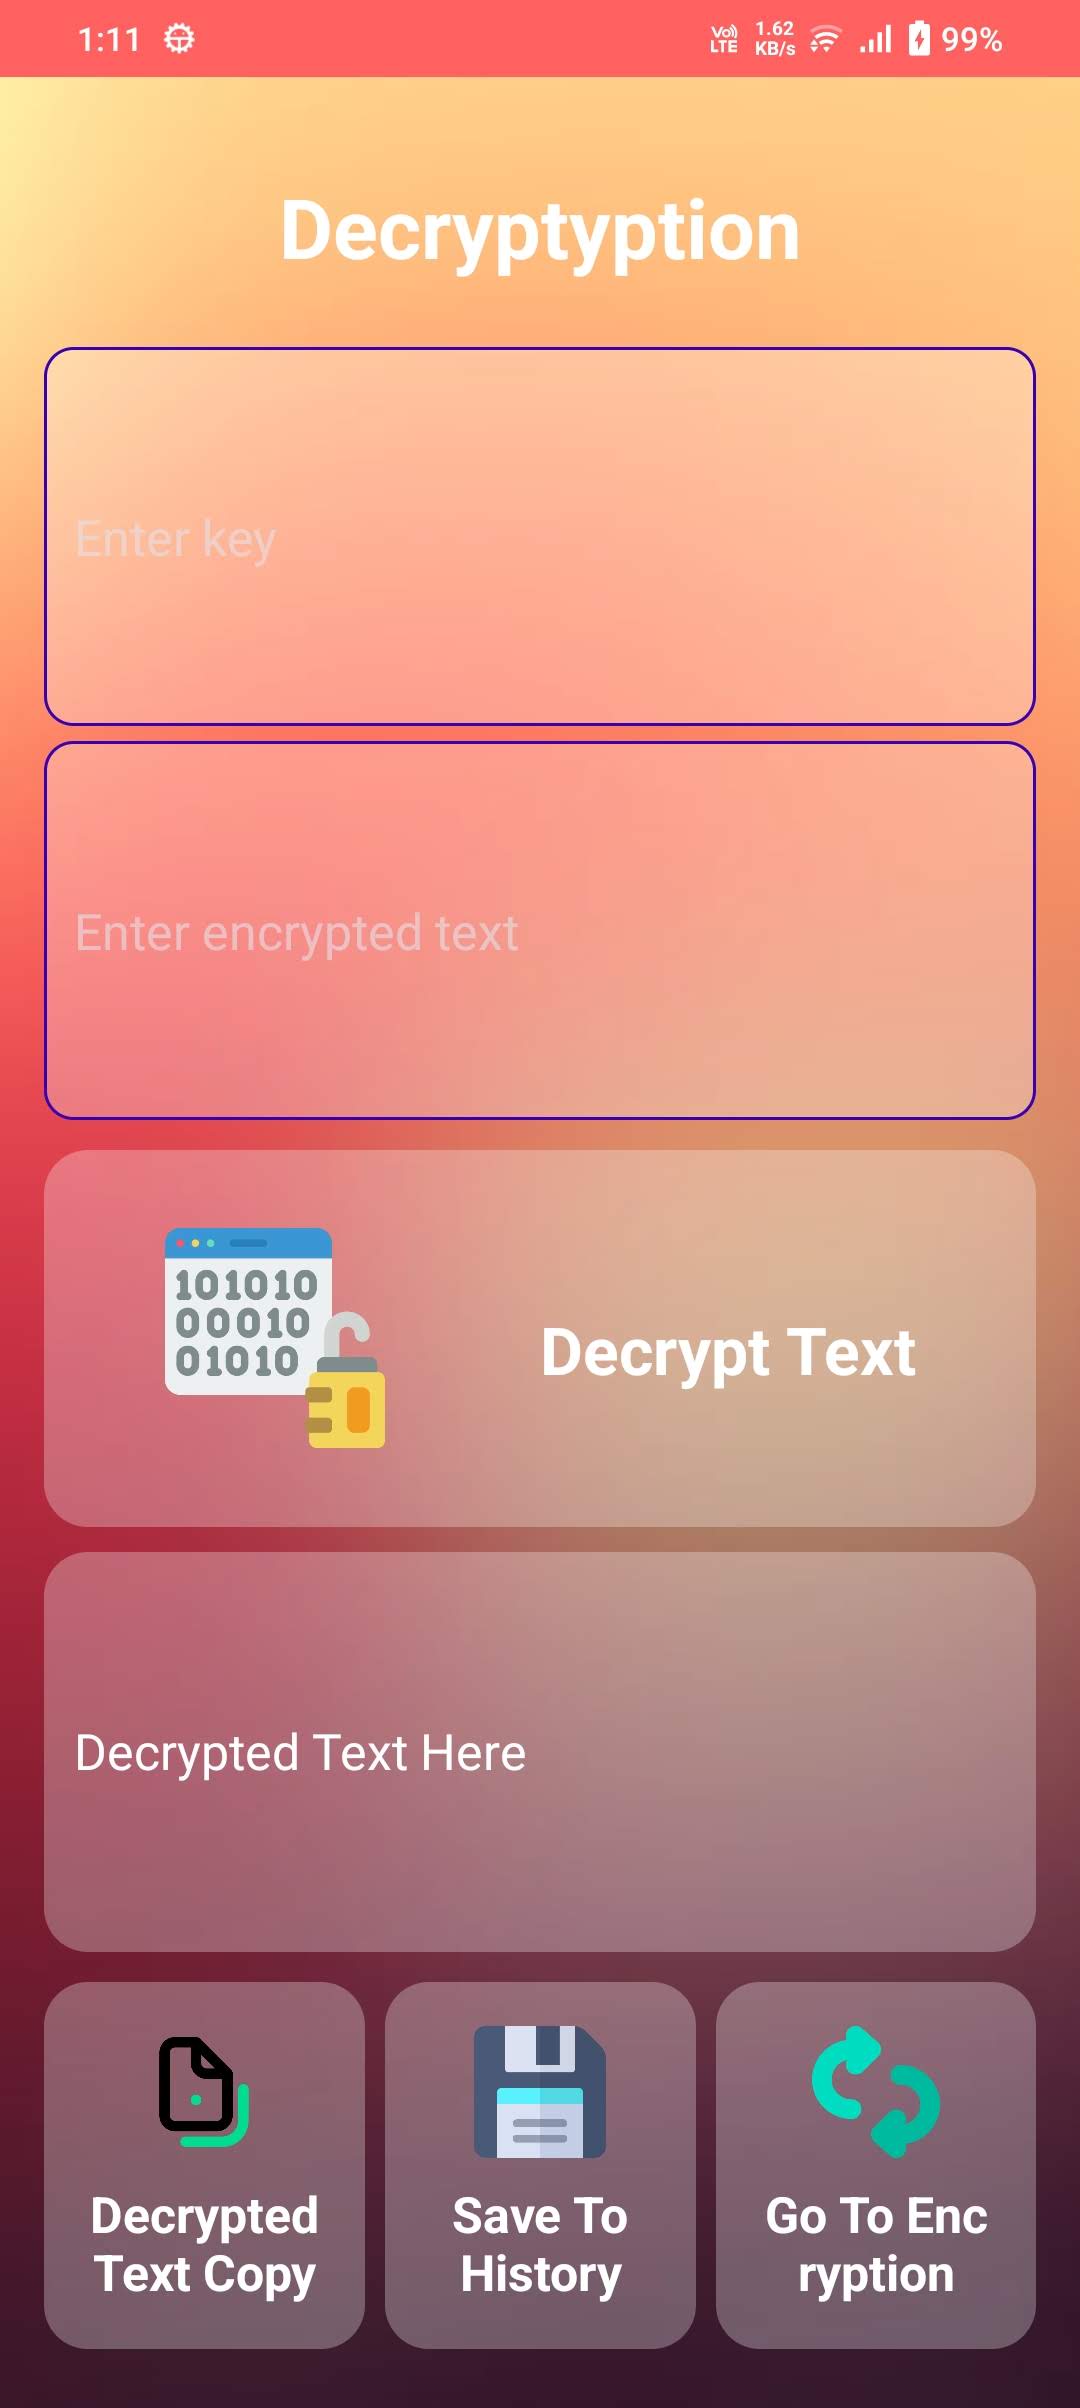 1:11 Vo)) LTE 1.62 KB/s 99%
Decryptyption
Enter key
Enter encrypted text
101010
00010
01010
Decrypt Text
Decrypted Text Here
Decrypted
Text Copy
Save To
History
Go To Enc
ryption